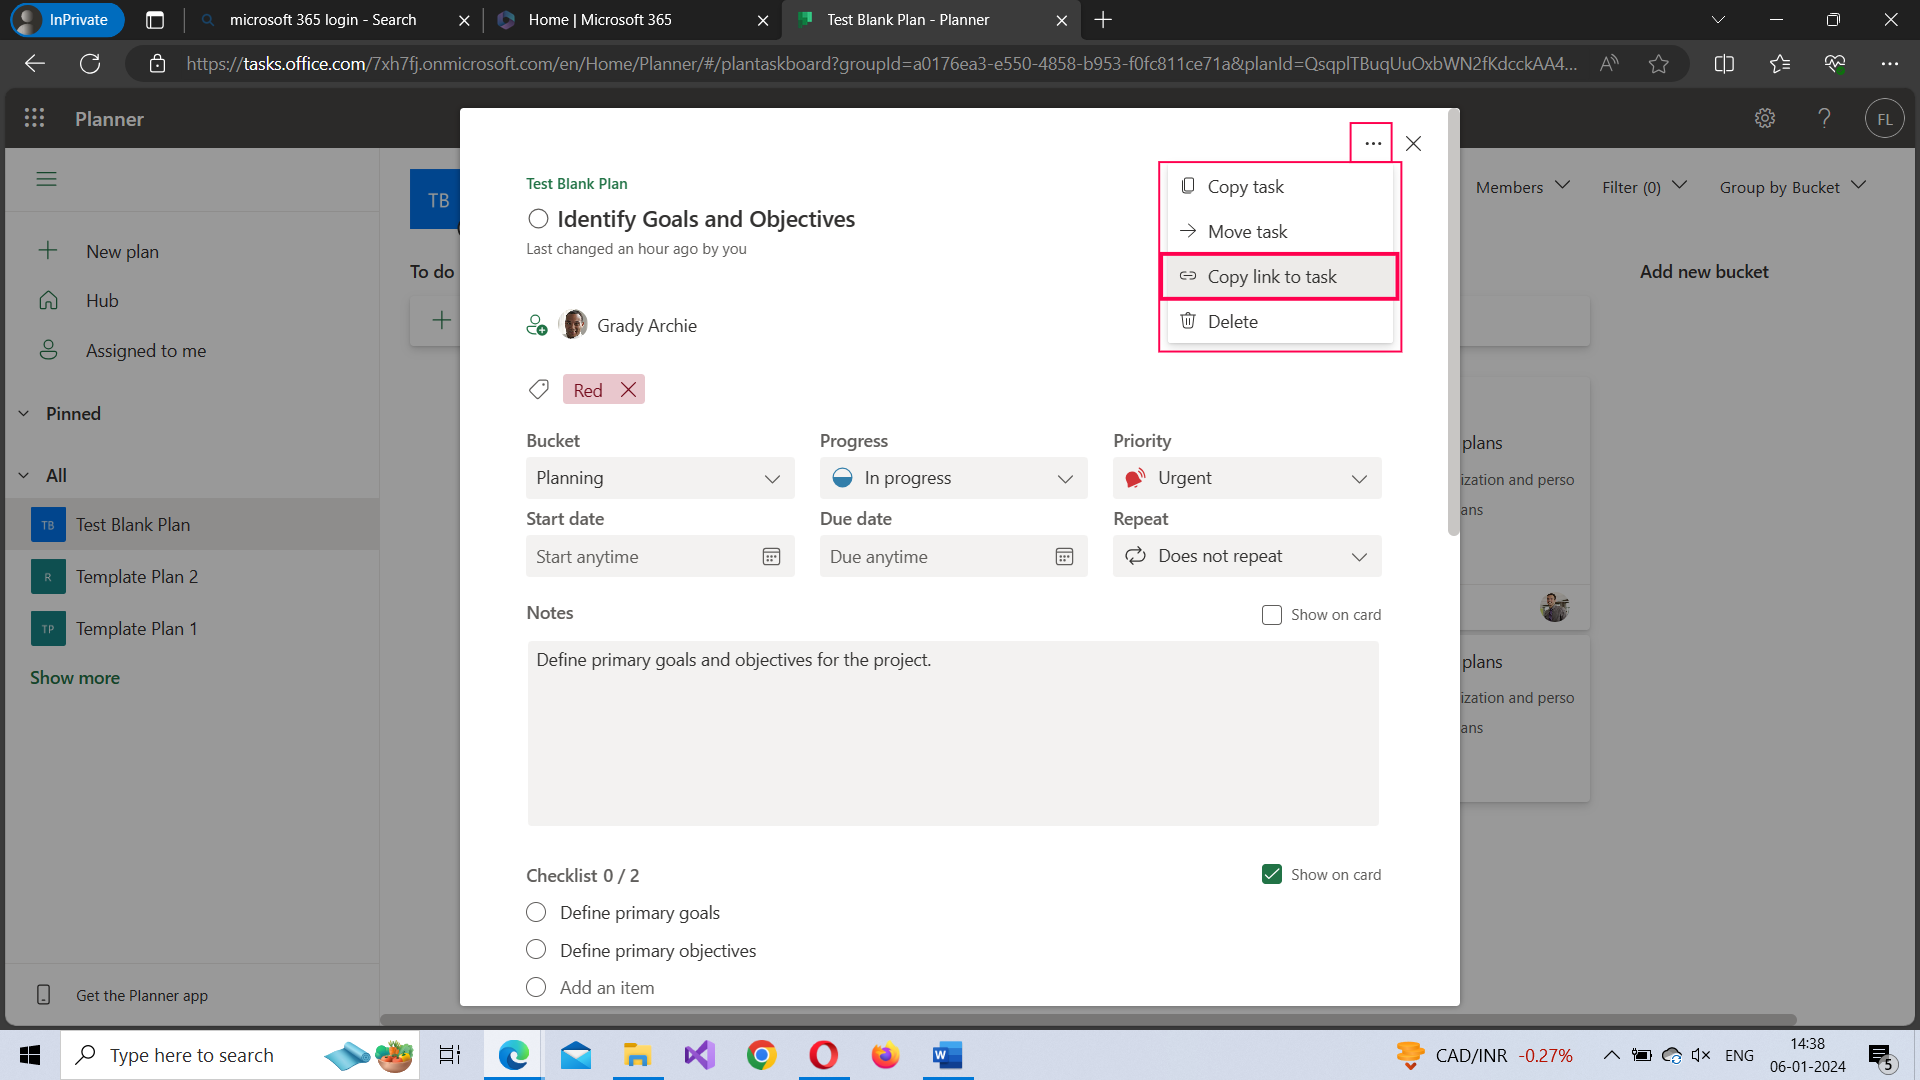 InPrivate
microsoft 365 login - Search
Home | Microsoft 365
Test Blank Plan - Planner
https://tasks.office.com/7xh7fj.onmicrosoft.com/en/Home/Planner/#/plantaskboard?groupId=a0176ea3-e550-4858-b953-f0fc811ce71a&planId=QsqplTBuqUuOxbWN2fKdcckAA4...
Planner
FL
New plan
Hub
Assigned to me
Pinned
All
TB Test Blank Plan
R Template Plan 2
TP Template Plan 1
Show more
Get the Planner app
TB
To do
Members
Filter (0)
Group by Bucket
Add new bucket
plans
ization and perso
ans
plans
ization and perso
ans
Test Blank Plan
Identify Goals and Objectives
Last changed an hour ago by you
Copy task
Move task
Copy link to task
Delete
Grady Archie
Red
Bucket
Progress
Priority
Planning
In progress
Urgent
Start date
Due date
Repeat
Start anytime
Due anytime
Does not repeat
Notes
Show on card
Define primary goals and objectives for the project.
Checklist 0 / 2
Show on card
Define primary goals
Define primary objectives
Add an item
Type here to search
W
CAD/INR -0.27%
ENG
14:38
06-01-2024
5